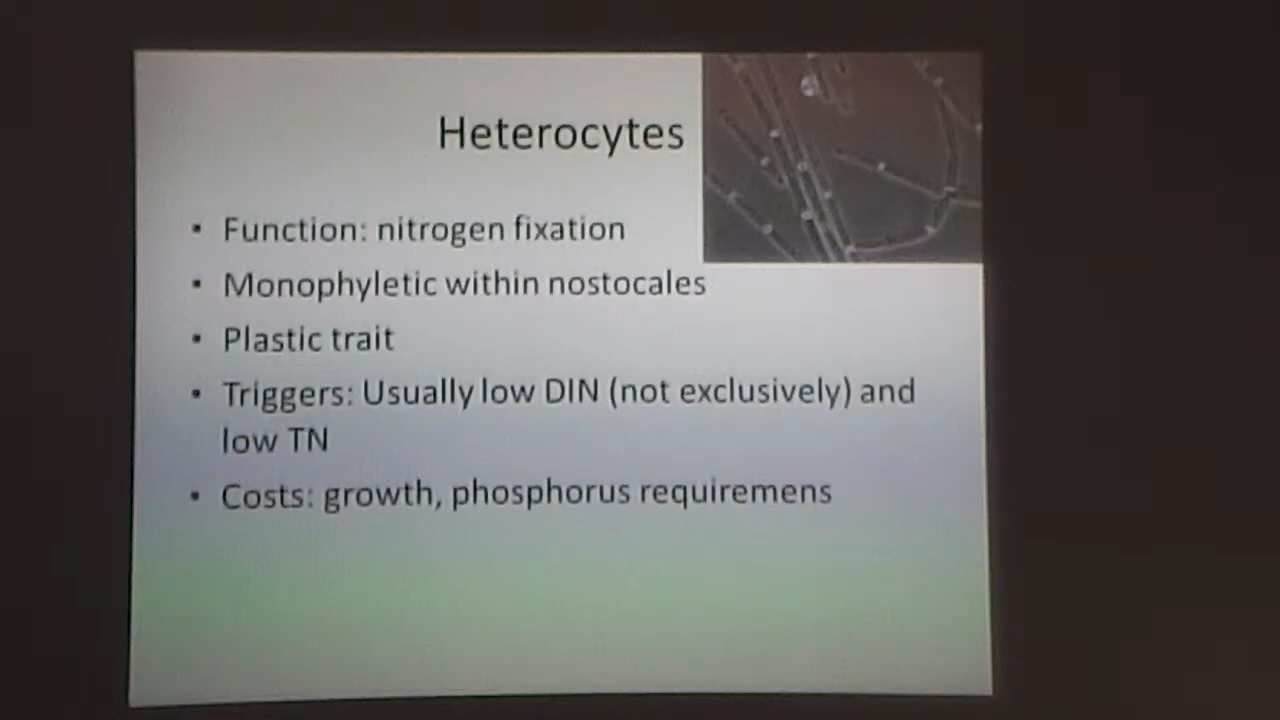 Heterocytes
• Function: nitrogen fixation
• Monophyletic within nostocales
• Plastic trait
• Triggers: Usually low DIN (not exclusively) and
low TN
• Costs: growth, phosphorus requiremens